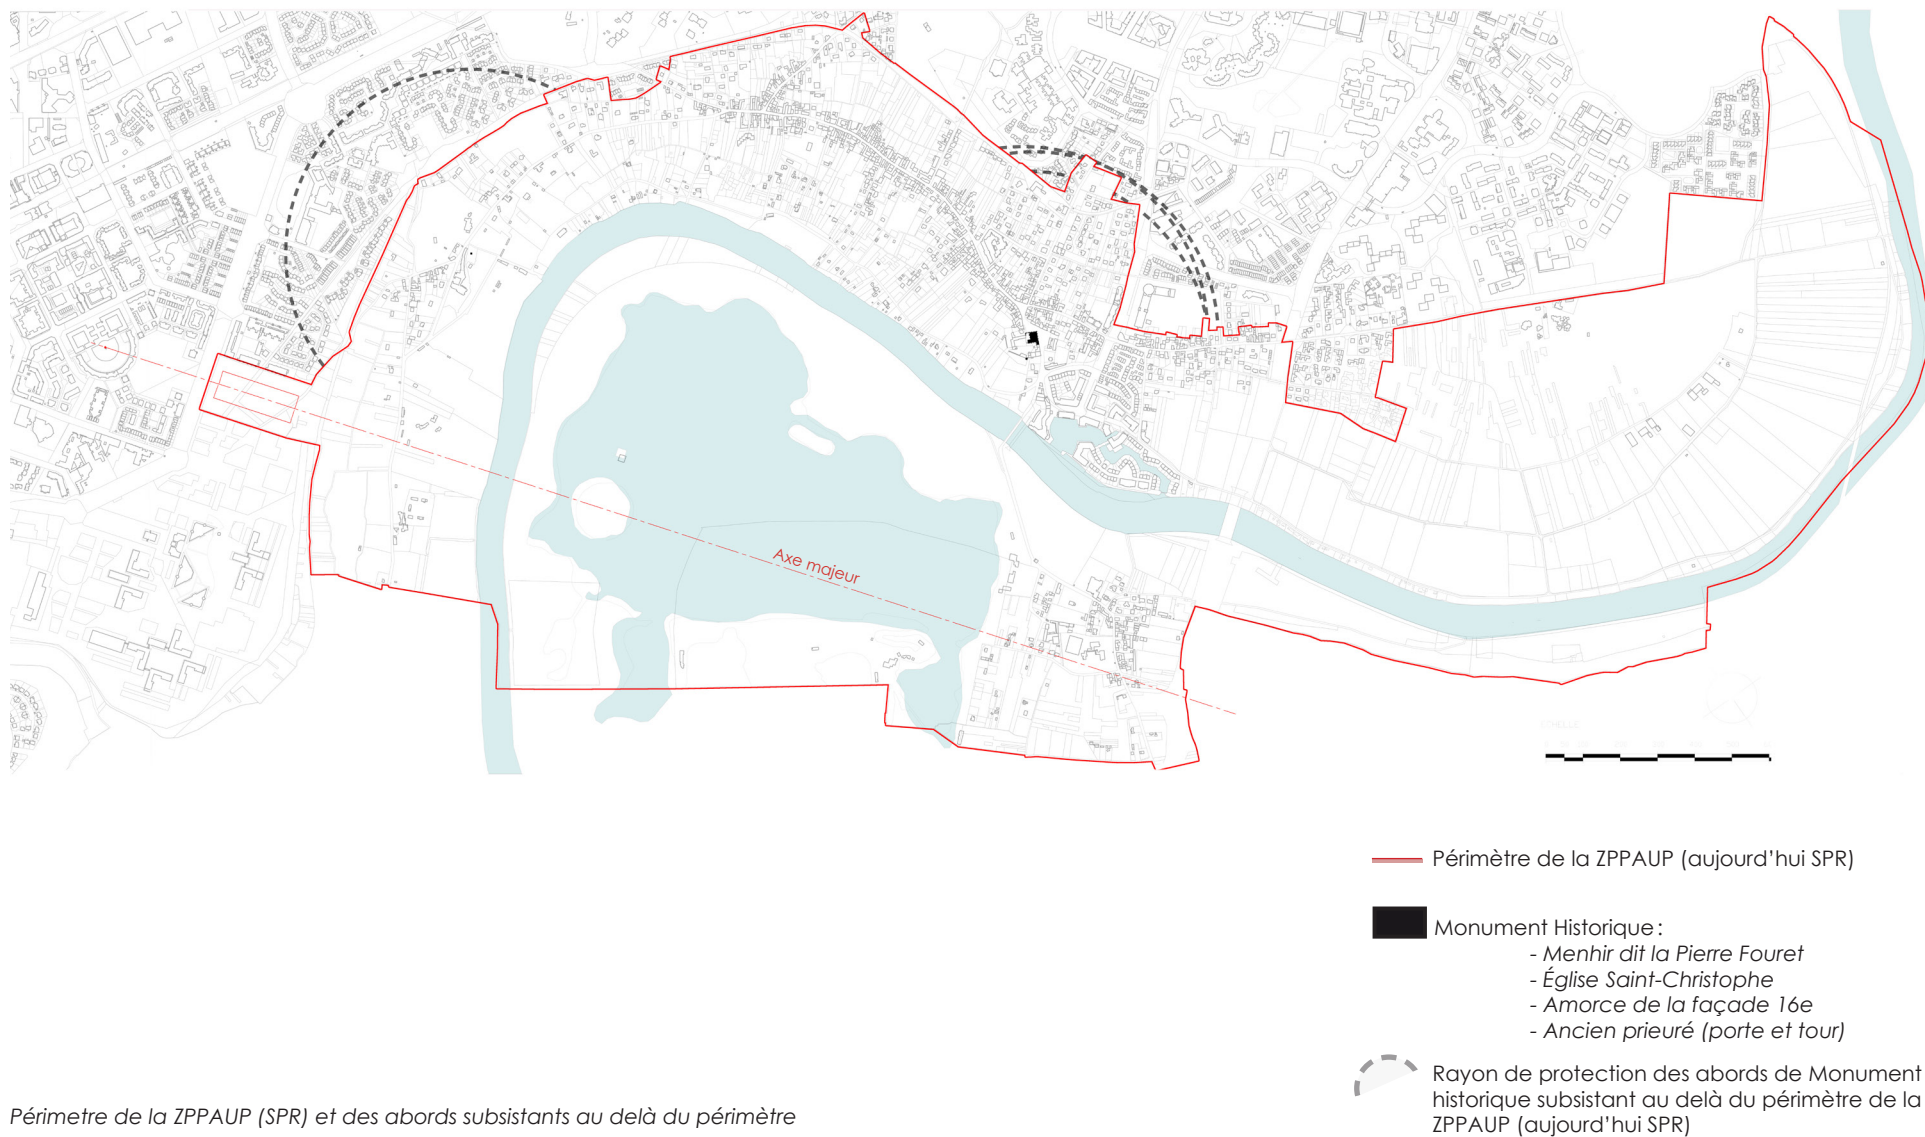 Axe majeur
ECHELLE
Périmètre de la ZPPAUP (aujourd'hui SPR)
Monument Historique :
- Menhir dit la Pierre Fouret
- Église Saint-Christophe
- Amorce de la façade 16e
- Ancien prieuré (porte et tour)
Rayon de protection des abords de Monument
historique subsistant au delà du périmètre de la
ZPPAUP (aujourd'hui SPR)
Périmetre de la ZPPAUP (SPR) et des abords subsistants au delà du périmètre